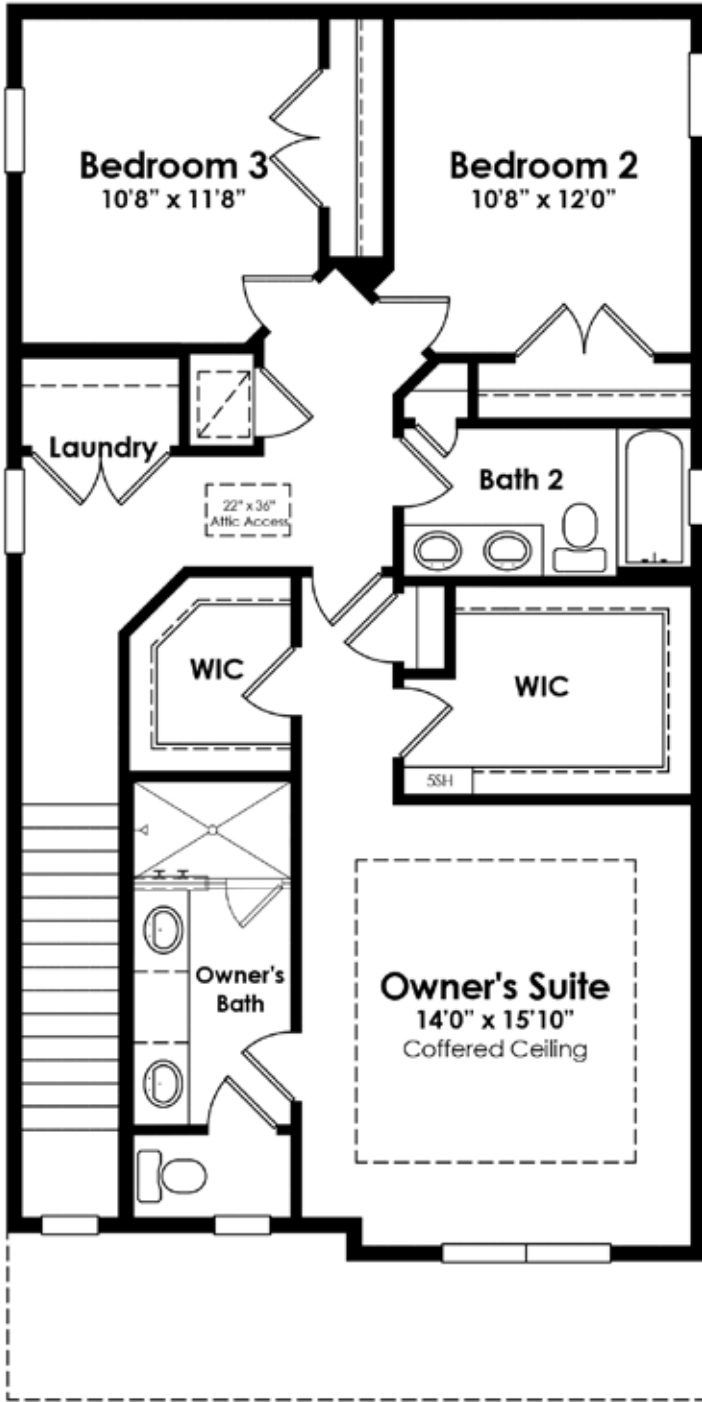 Bedroom 3
10'8” x 11'8”
Bedroom 2
10'8” x 12'0”
Laundry
22" x 36"
Attic Access
Bath 2
WIC
WIC
5SH
Owner's
Bath
Owner's Suite
14'0” x 15'10”
Coffered Ceiling